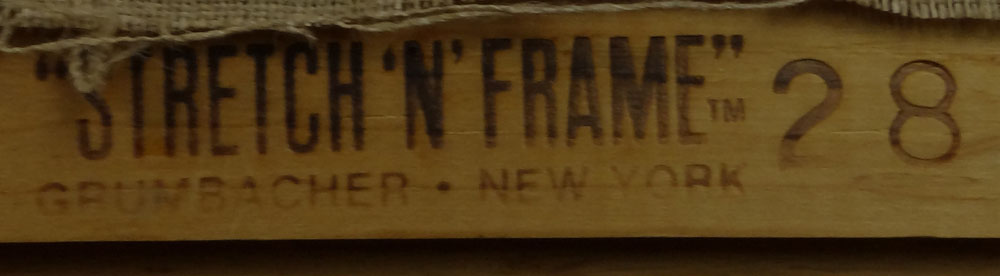 "STRETCH 'N' FRAME"™ 28
GRUMBACHER • NEW YORK